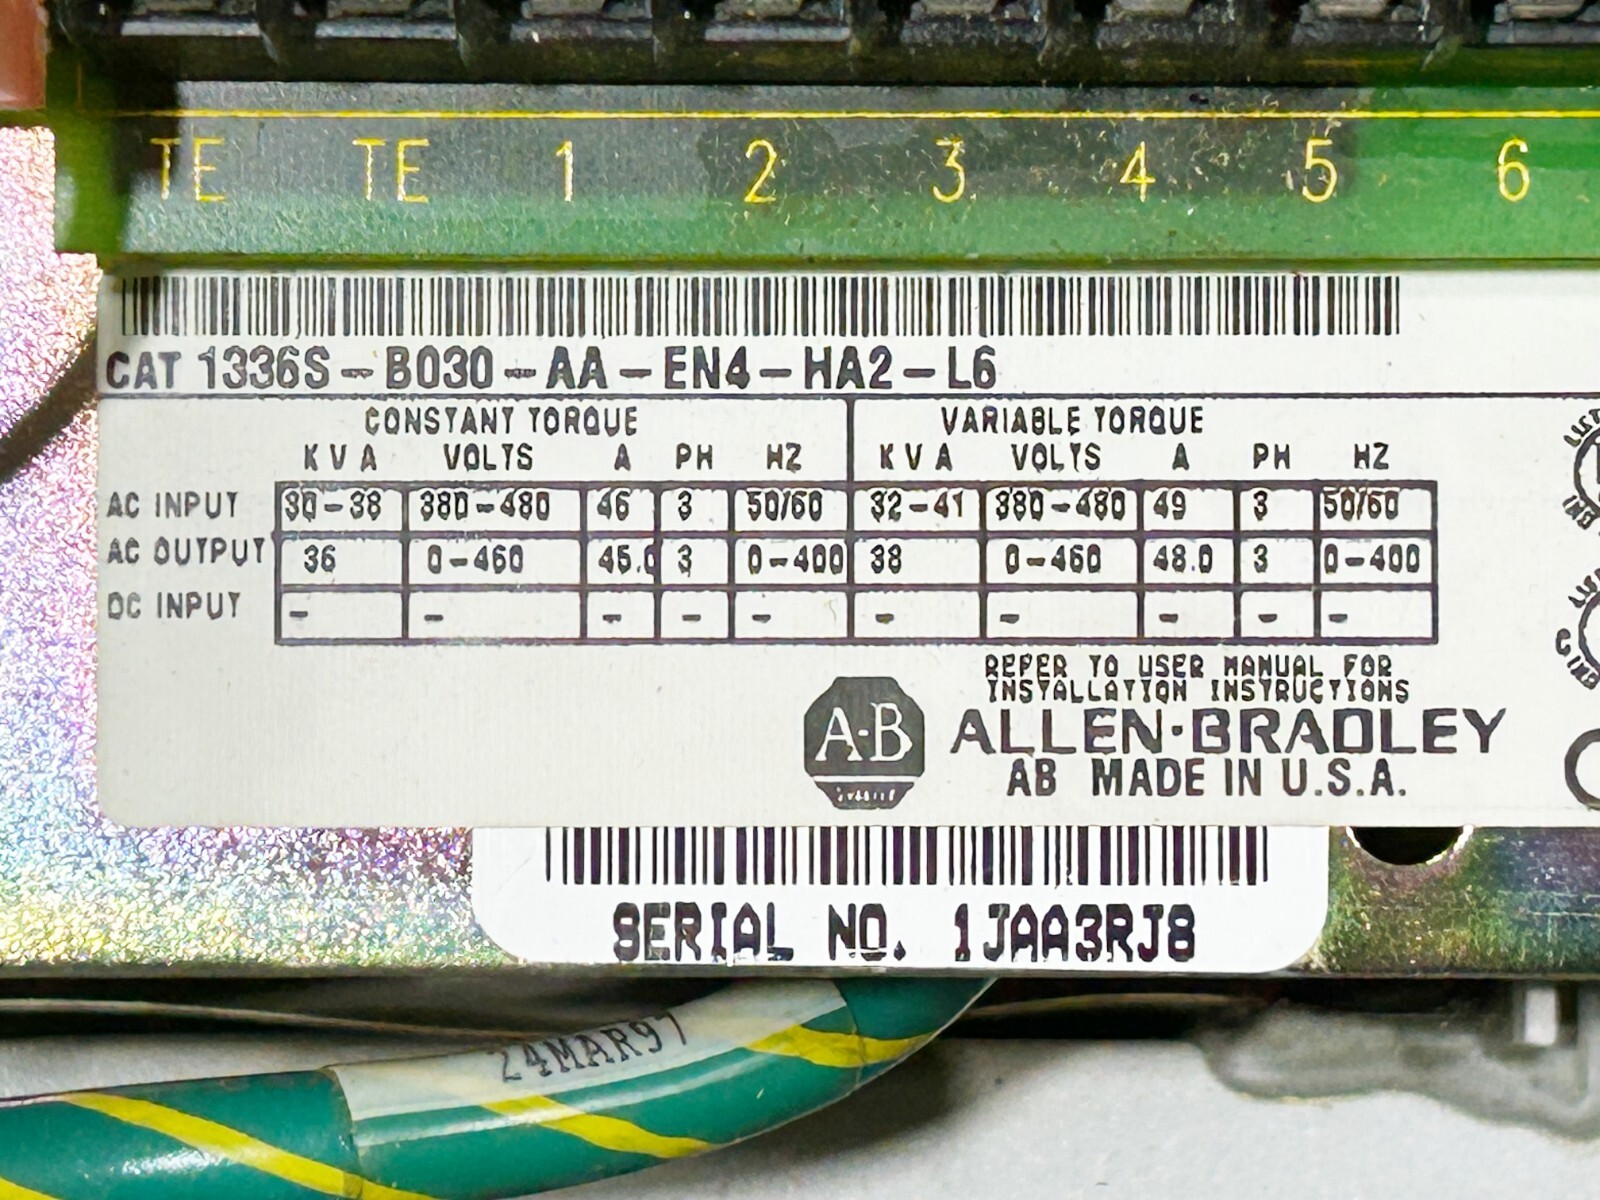 TE TE 1 2 3 4 5 6
CAT 1336S-B030-AA-EN4-HA2-L6
CONSTANT TORQUE VARIABLE TORQUE
KVA VOLTS A PH HZ KVA VOLTS A PH HZ
AC INPUT 30-38 380-480 46 3 50/60 32-41 380-480 49 3 50/60
AC OUTPUT 36 0-460 45.0 3 0-400 38 0-460 48.0 3 0-400
DC INPUT - - - - - - - - - -
REFER TO USER MANUAL FOR
INSTALLATION INSTRUCTIONS
A-B ALLEN-BRADLEY
AB MADE IN U.S.A.
SERIAL NO. 1JAA3RJ8
24MAR97